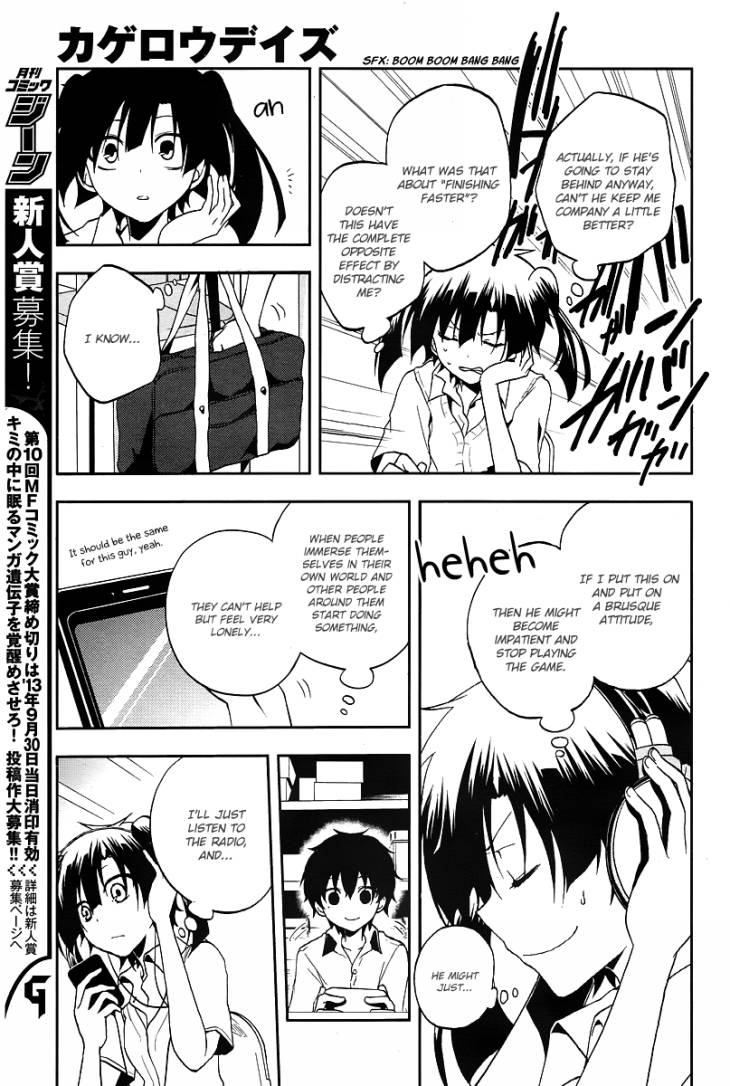 カゲロウデイズ
SFX: BOOM BOOM BANG BANG
ACTUALLY, IF HE'S
GOING TO STAY
BEHIND ANYWAY,
CAN'T HE KEEP ME
COMPANY A LITTLE
BETTER?
WHAT WAS THAT
ABOUT "FINISHING
FASTER"?
DOESN'T
THIS HAVE
THE COMPLETE
OPPOSITE
EFFECT BY
DISTRACTING
ME?
ah
I KNOW...
IF I PUT THIS ON
AND PUT ON
A BRUSQUE
ATTITUDE,
THEN HE MIGHT
BECOME
IMPATIENT AND
STOP PLAYING
THE GAME.
heheh
HE MIGHT
JUST...
WHEN PEOPLE
IMMERSE THEM-
SELVES IN THEIR
OWN WORLD AND
OTHER PEOPLE
AROUND THEM
START DOING
SOMETHING,
THEY CAN'T HELP
BUT FEEL VERY
LONELY...
It should be the same
for this guy, yeah.
I'LL JUST
LISTEN TO
THE RADIO,
AND...
月刊
コミック
ジーン
新人賞募集!
第10回MFコミック大賞締め切りは'13年9月30日当日消印有効
キミの中に眠るマンガ遺伝子を覚醒めさせろ! 投稿作大募集!!
詳細は新人賞
募集ページへ
G